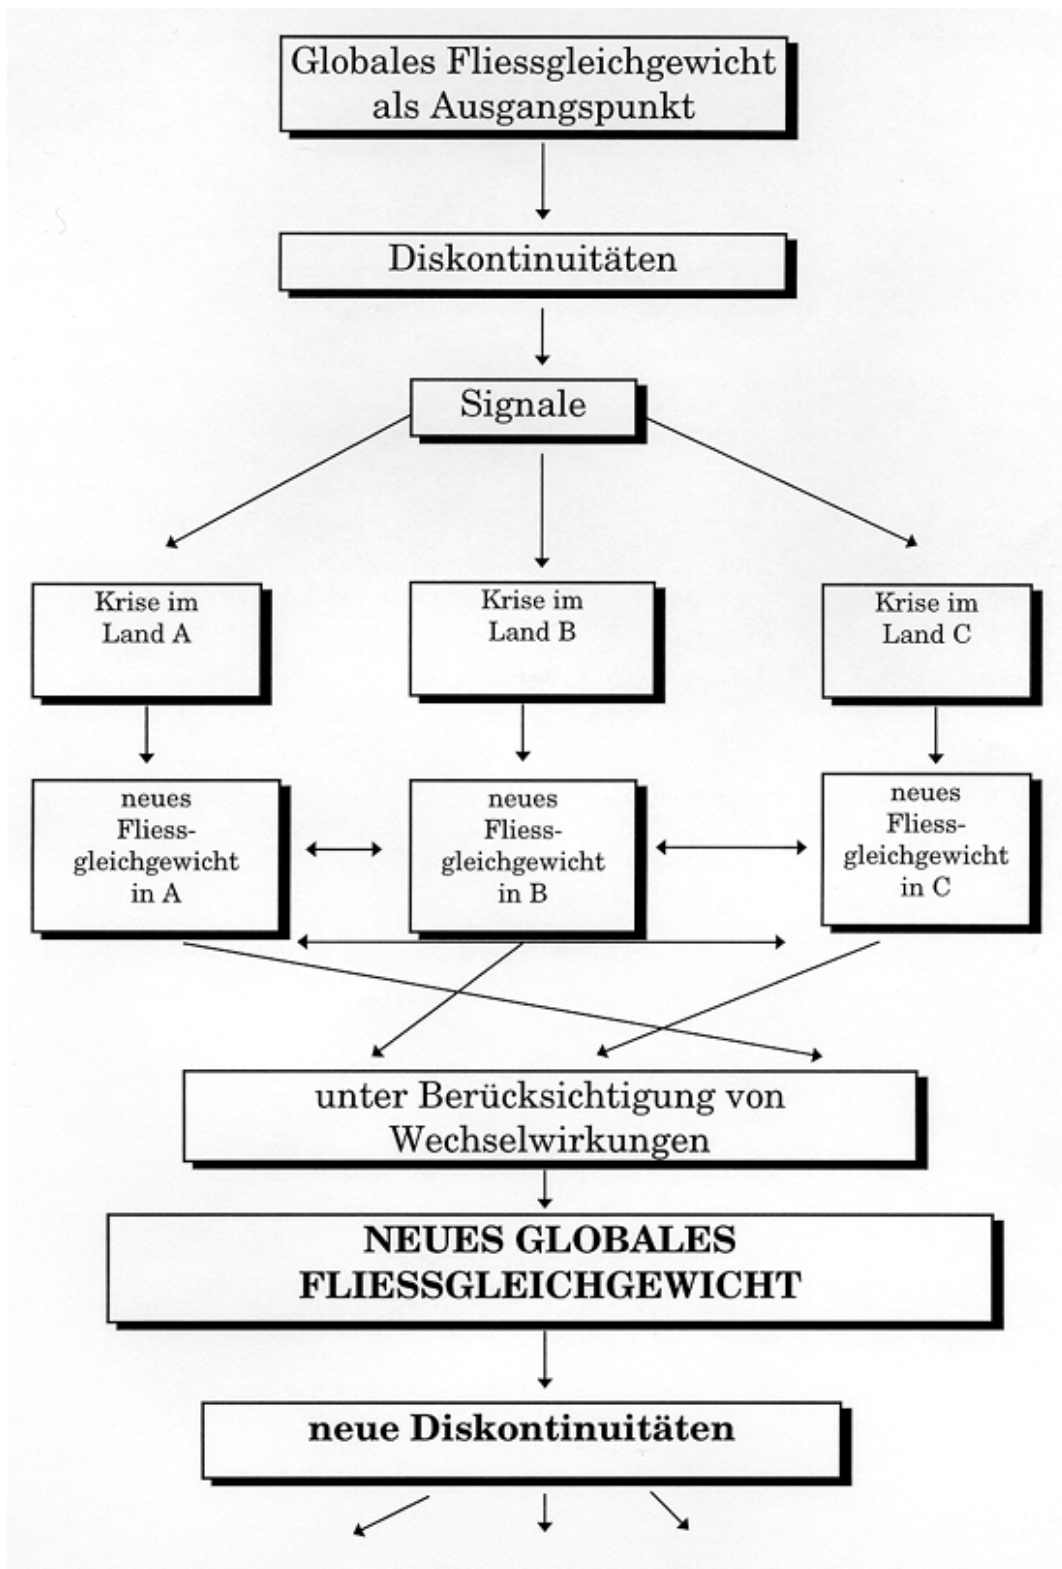 Globales Fliessgleichgewicht
als Ausgangspunkt
Diskontinuitäten
Signale
Krise im
Land A
Krise im
Land B
Krise im
Land C
neues
Fliess-
gleichgewicht
in A
neues
Fliess-
gleichgewicht
in B
neues
Fliess-
gleichgewicht
in C
unter Berücksichtigung von
Wechselwirkungen
NEUES GLOBALES
FLIESSGLEICHGEWICHT
neue Diskontinuitäten